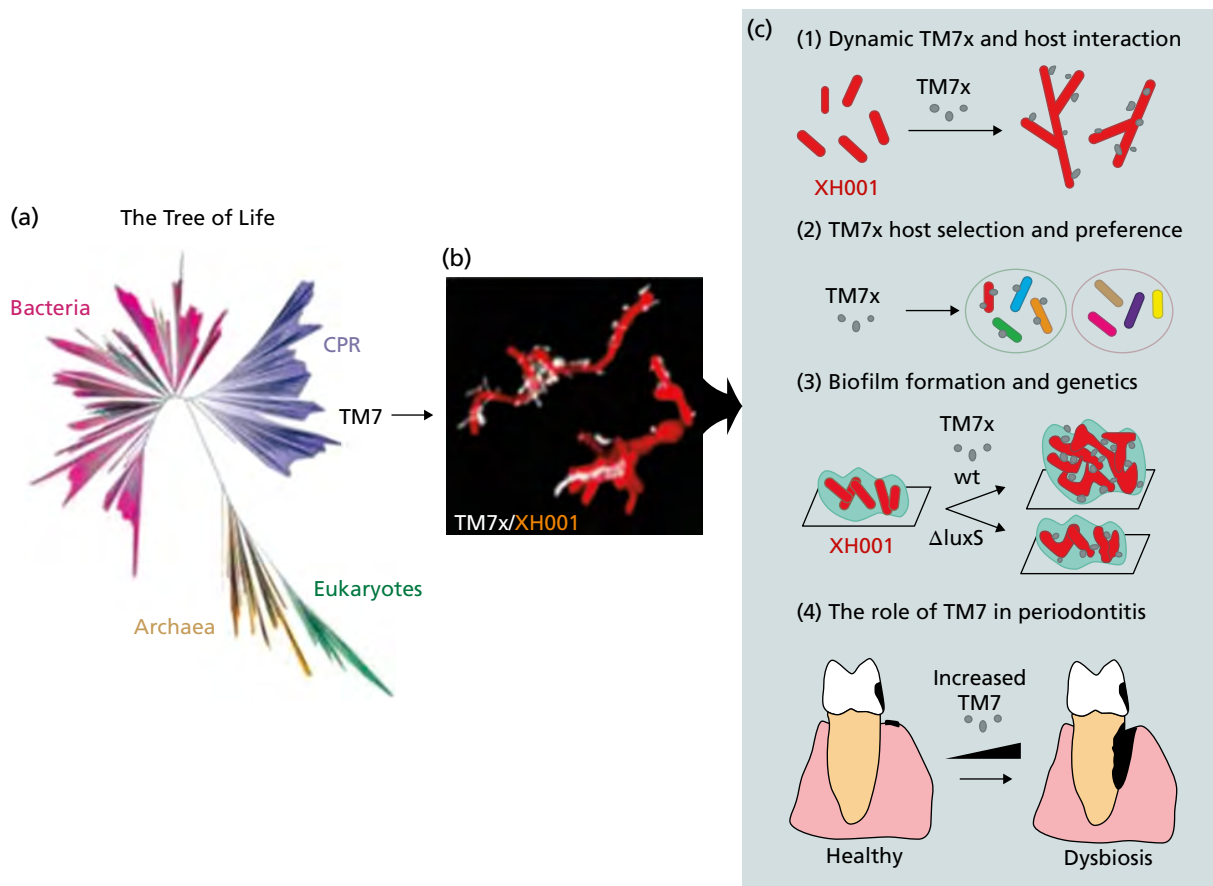 (a)
The Tree of Life
Bacteria
CPR
TM7
Eukaryotes
Archaea
(b)
TM7x/XH001
(c)
(1) Dynamic TM7x and host interaction
TM7x
XH001
(2) TM7x host selection and preference
TM7x
(3) Biofilm formation and genetics
TM7x
wt
ΔluxS
XH001
(4) The role of TM7 in periodontitis
Increased
TM7
Healthy
Dysbiosis